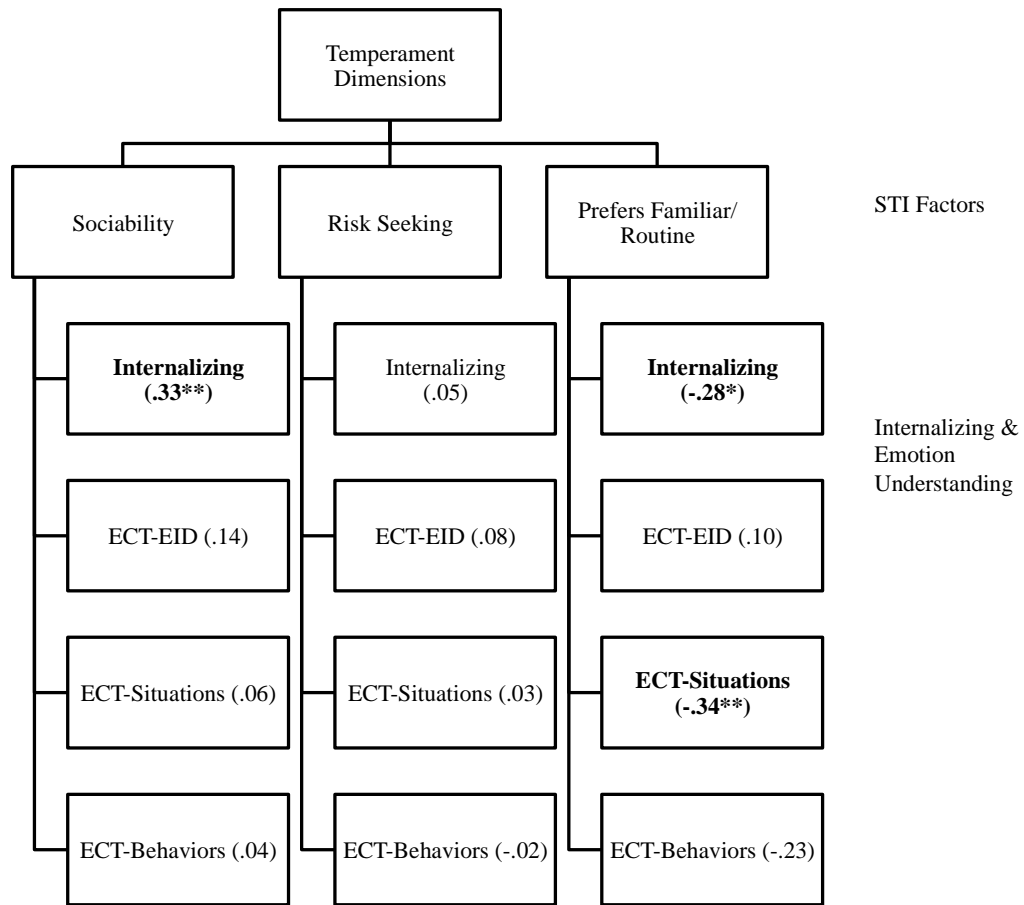 Temperament
Dimensions
Sociability
Risk Seeking
Prefers Familiar/
Routine
STI Factors
Internalizing
(.33**)
Internalizing
(.05)
Internalizing
(-.28*)
Internalizing &
Emotion
Understanding
ECT-EID (.14)
ECT-EID (.08)
ECT-EID (.10)
ECT-Situations (.06)
ECT-Situations (.03)
ECT-Situations
(-.34**)
ECT-Behaviors (.04)
ECT-Behaviors (-.02)
ECT-Behaviors (-.23)